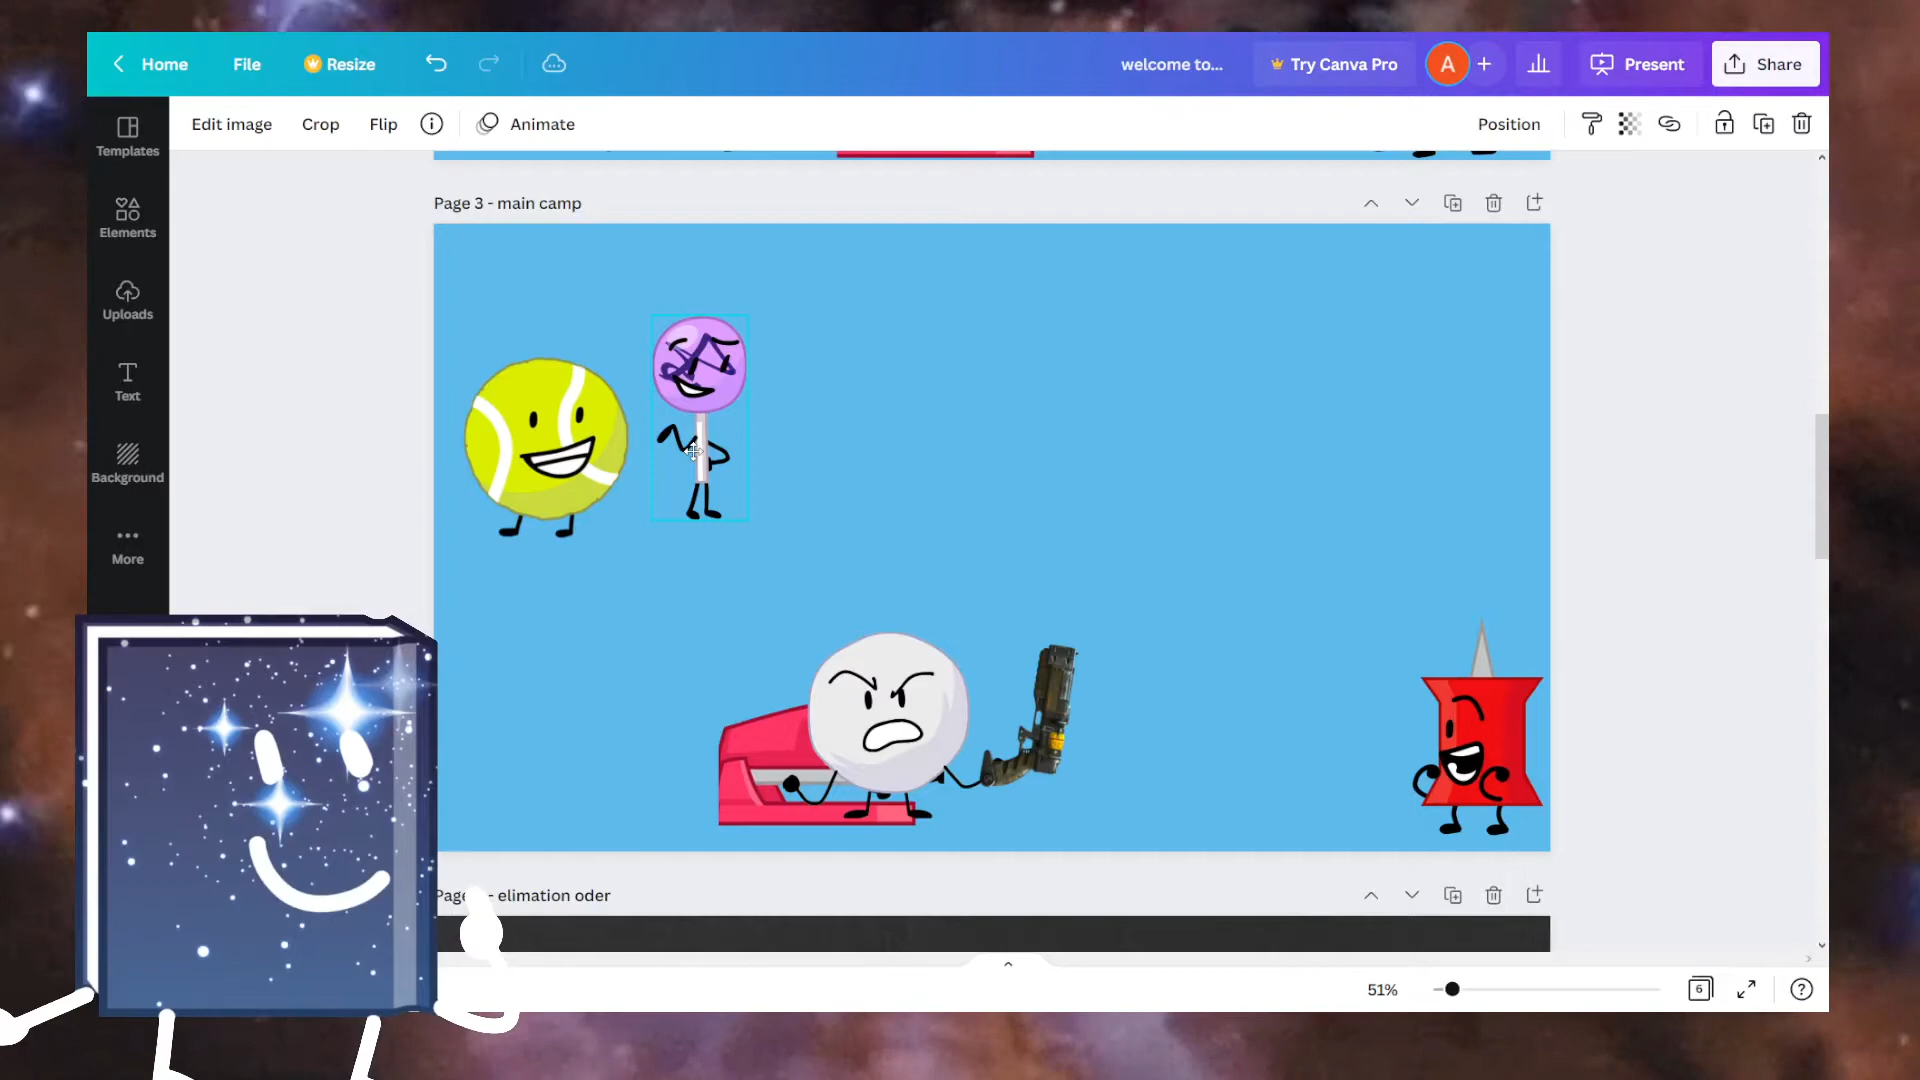 Home File Resize welcome to... Try Canva Pro A + Present Share
Edit image Crop Flip Animate Position
Templates
Elements
Uploads
Text
Background
More
Page 3 - main camp
Page - elimation oder
51% 6 ?